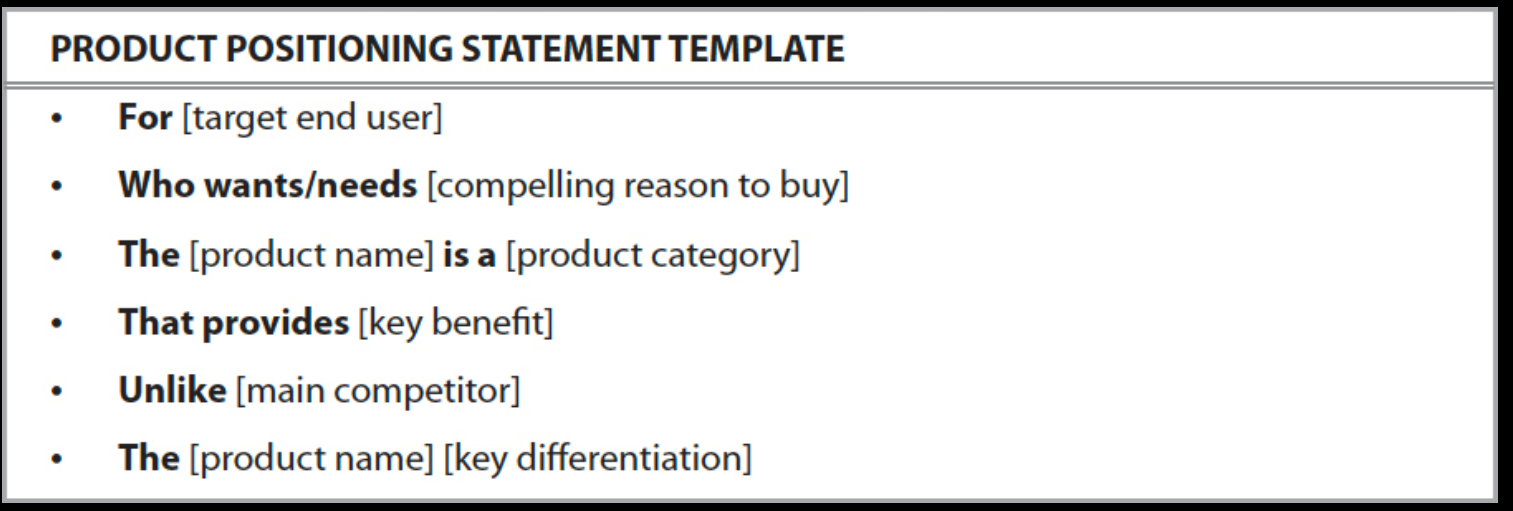 PRODUCT POSITIONING STATEMENT TEMPLATE
• For [target end user]
• Who wants/needs [compelling reason to buy]
• The [product name] is a [product category]
• That provides [key benefit]
• Unlike [main competitor]
• The [product name] [key differentiation]